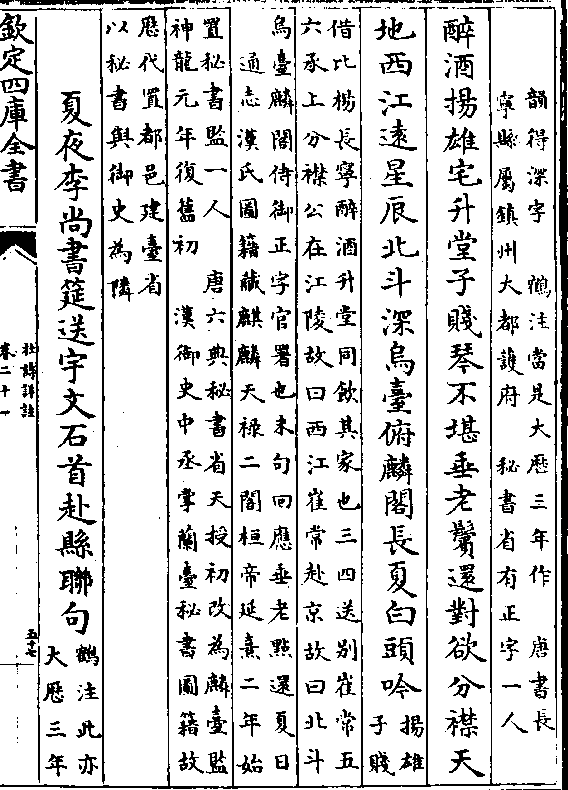 韻得深字　鶴注當是大厯三年作　唐書長
寧縣屬鎮州大都護府　秘書省有正字一人
醉酒揚雄宅升堂子賤琴不堪垂老鬢還對欲分襟天
地西江遠星辰北斗深烏臺俯麟閣長夏白頭吟
揚雄
子賤
借比楊長寧醉酒升堂同飲其家也三四送别崔常五
六承上分襟公在江陵故曰西江崔常赴京故曰北斗
烏臺麟閣侍御正字官署也末句回應垂老點還夏日
通志漢氏圖籍藏麒麟天禄二閣桓帝延熹二年始
置秘書監一人　唐六典秘書省天授初改為麟臺監
神龍元年復舊初　漢御史中丞掌蘭臺秘書圖籍故
厯代置都邑建臺省
以秘書與御史為隣
夏夜李尚書筵送宇文石首赴縣聯句
鶴注此亦
大厯三年
欽定四庫全書
杜詩詳註
卷二十一
五十七